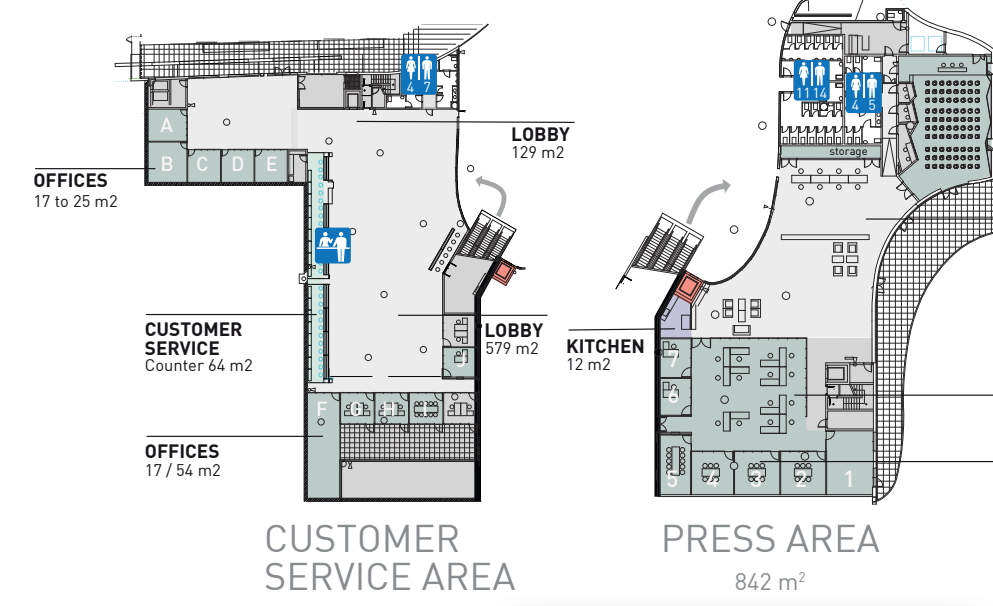 4 7
LOBBY
129 m2
A
B C D E
OFFICES
17 to 25 m2
CUSTOMER
SERVICE
Counter 64 m2
LOBBY
579 m2
J
F G H I
OFFICES
17 / 54 m2
CUSTOMER
SERVICE AREA
11 14
4 5
storage
KITCHEN
12 m2
7
6
5 4 3 2 1
PRESS AREA
842 m²